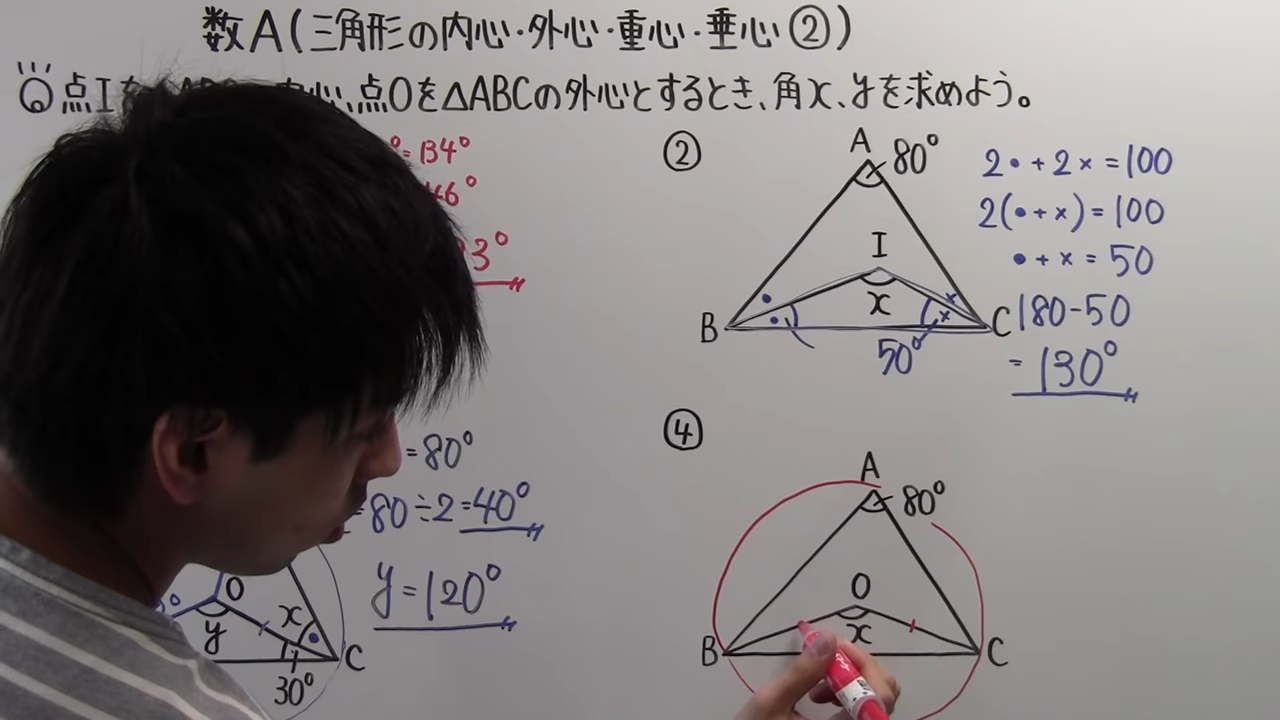 数A(三角形の内心・外心・重心・垂心②)
点Iを 内心、点Oを△ABCの外心とするとき、角x、yを求めよう。
=134°
46°
3°
=80°
=80÷2=40°
y=120°
O
x
y
C
30°
②
A
80°
I
x
B
C
50°
2•+2×=100
2(•+×)=100
•+×=50
180-50
=130°
④
A
80°
O
x
B
C